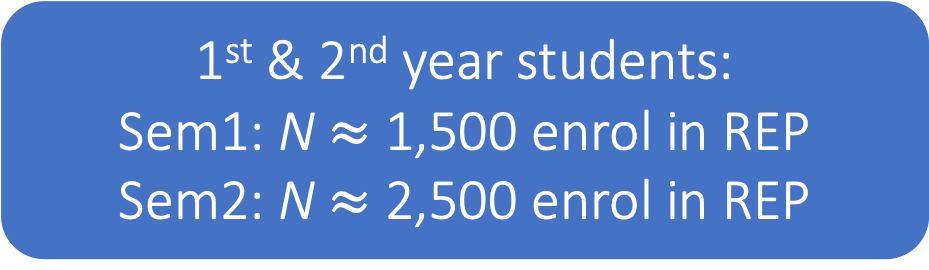 1st & 2nd year students:
Sem1: N ≈ 1,500 enrol in REP
Sem2: N ≈ 2,500 enrol in REP